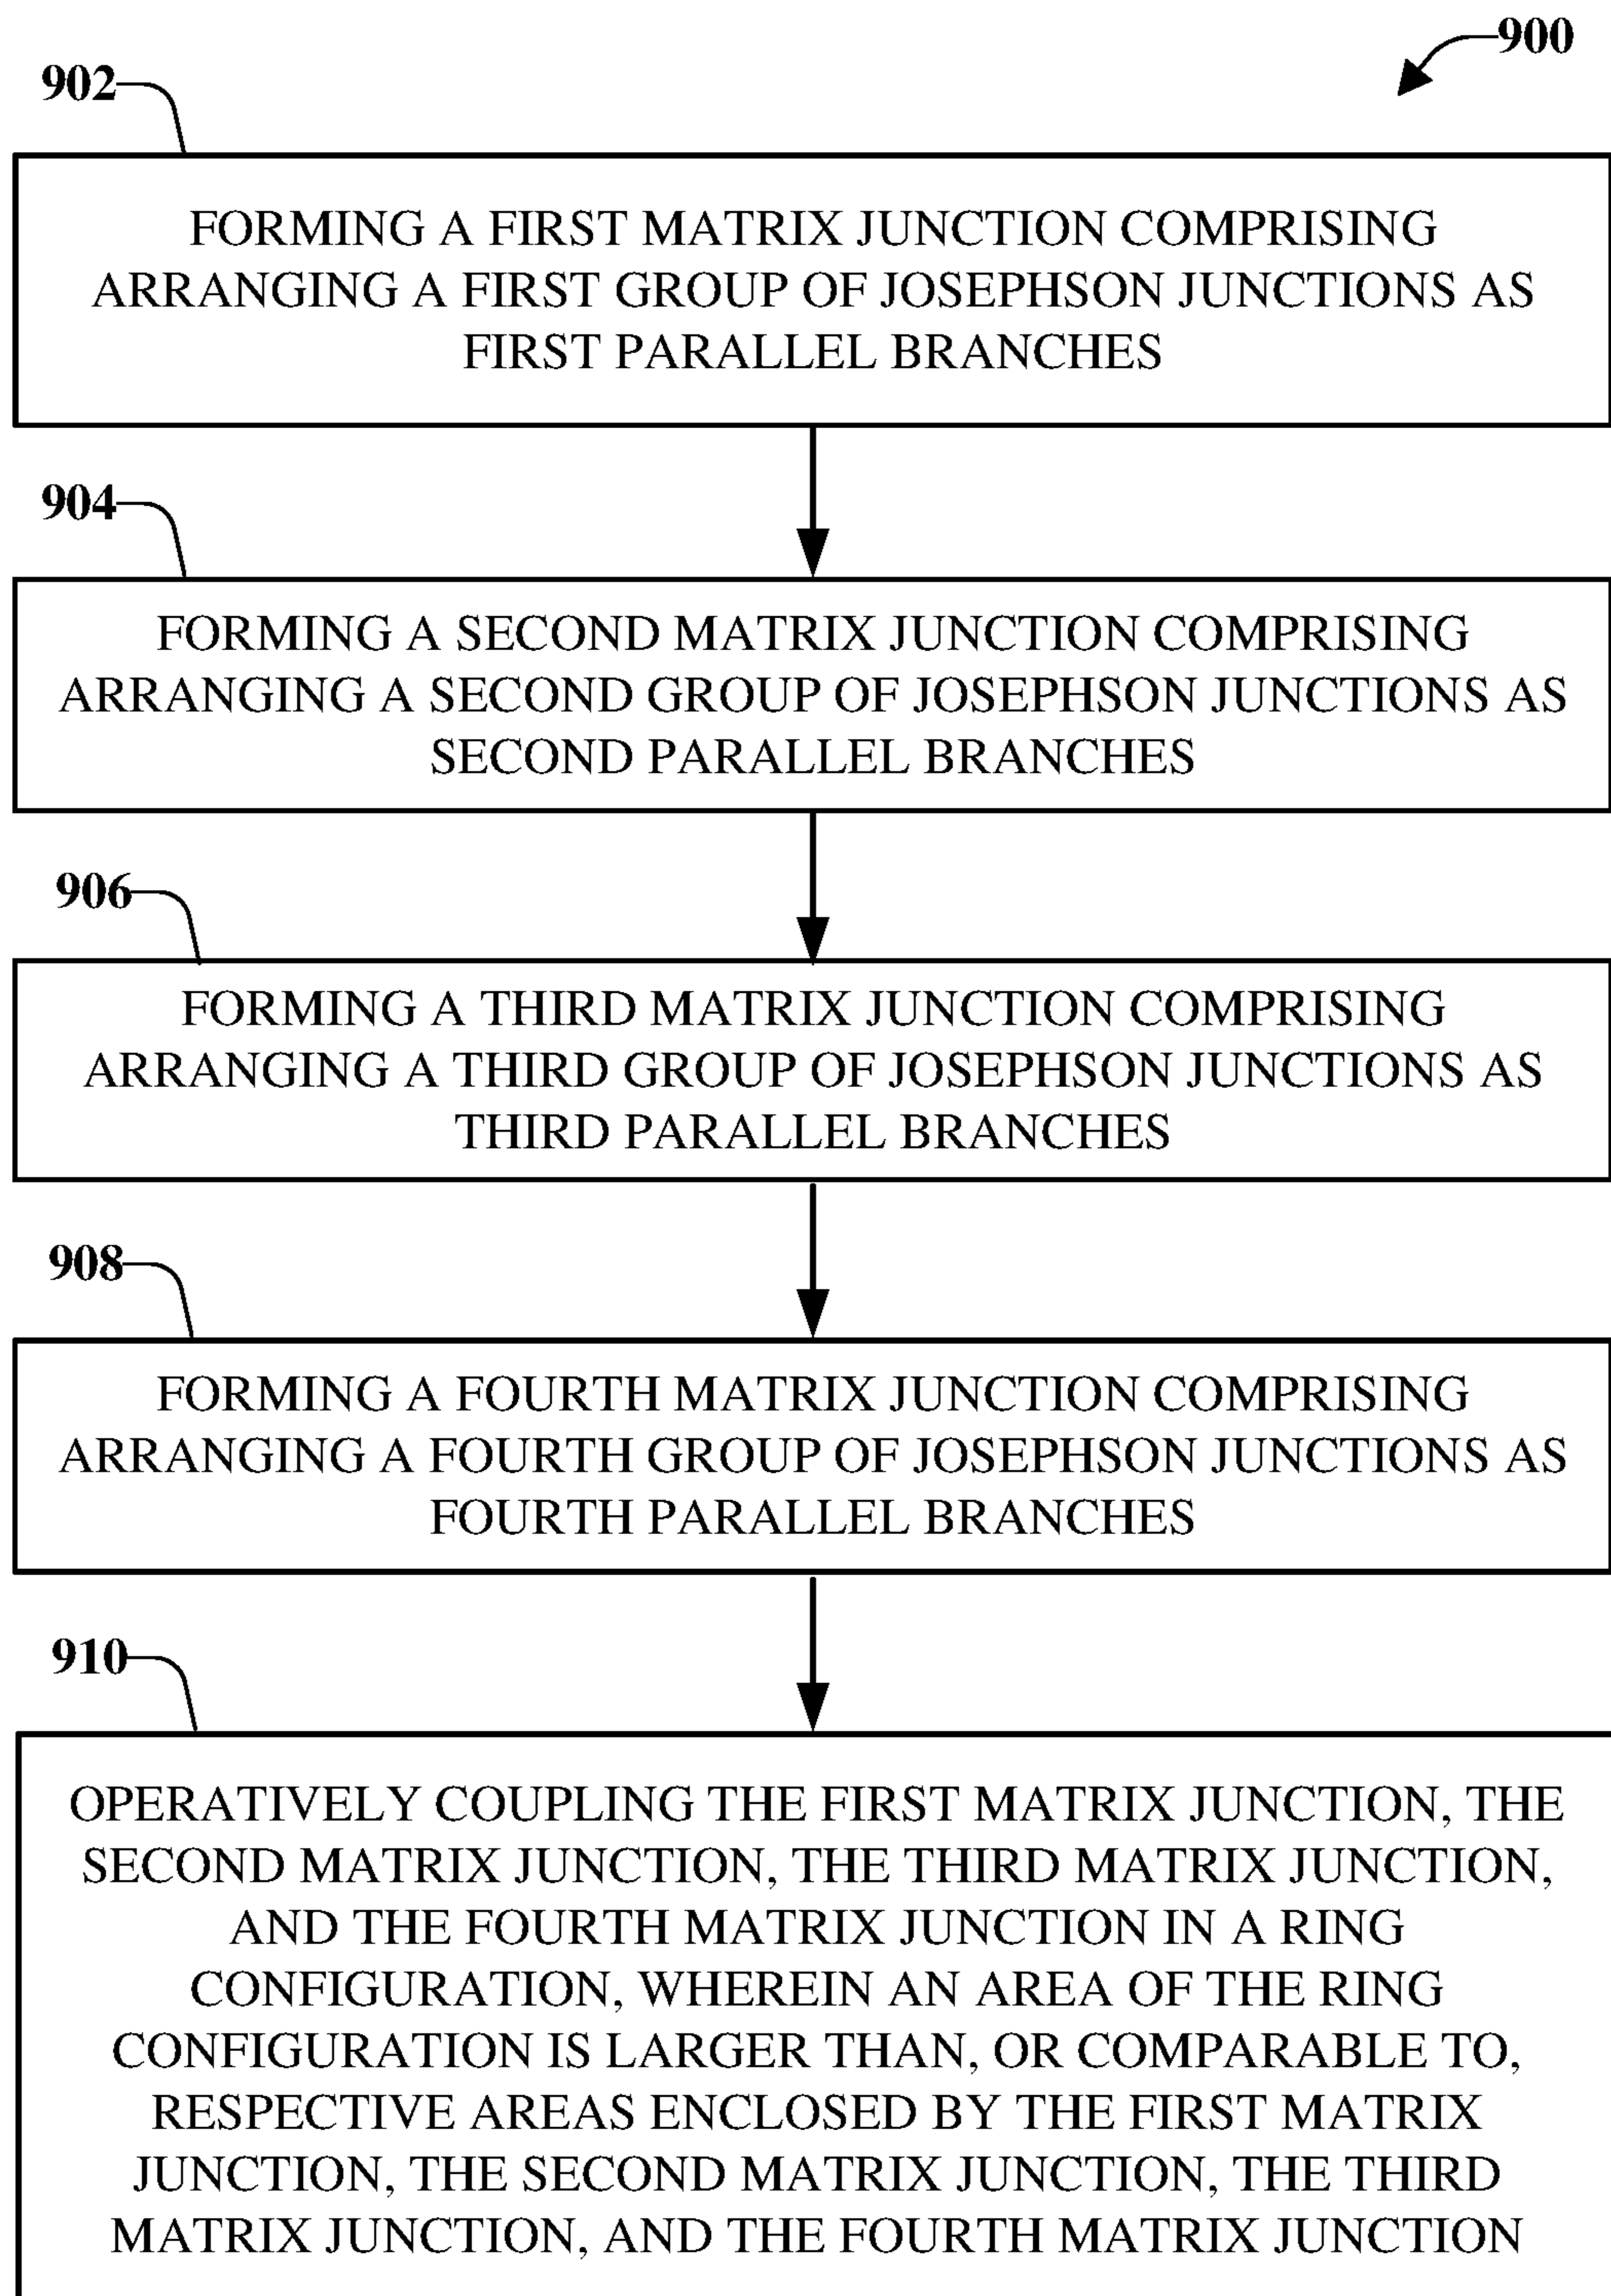 900
902
FORMING A FIRST MATRIX JUNCTION COMPRISING
ARRANGING A FIRST GROUP OF JOSEPHSON JUNCTIONS AS
FIRST PARALLEL BRANCHES
904
FORMING A SECOND MATRIX JUNCTION COMPRISING
ARRANGING A SECOND GROUP OF JOSEPHSON JUNCTIONS AS
SECOND PARALLEL BRANCHES
906
FORMING A THIRD MATRIX JUNCTION COMPRISING
ARRANGING A THIRD GROUP OF JOSEPHSON JUNCTIONS AS
THIRD PARALLEL BRANCHES
908
FORMING A FOURTH MATRIX JUNCTION COMPRISING
ARRANGING A FOURTH GROUP OF JOSEPHSON JUNCTIONS AS
FOURTH PARALLEL BRANCHES
910
OPERATIVELY COUPLING THE FIRST MATRIX JUNCTION, THE
SECOND MATRIX JUNCTION, THE THIRD MATRIX JUNCTION,
AND THE FOURTH MATRIX JUNCTION IN A RING
CONFIGURATION, WHEREIN AN AREA OF THE RING
CONFIGURATION IS LARGER THAN, OR COMPARABLE TO,
RESPECTIVE AREAS ENCLOSED BY THE FIRST MATRIX
JUNCTION, THE SECOND MATRIX JUNCTION, THE THIRD
MATRIX JUNCTION, AND THE FOURTH MATRIX JUNCTION